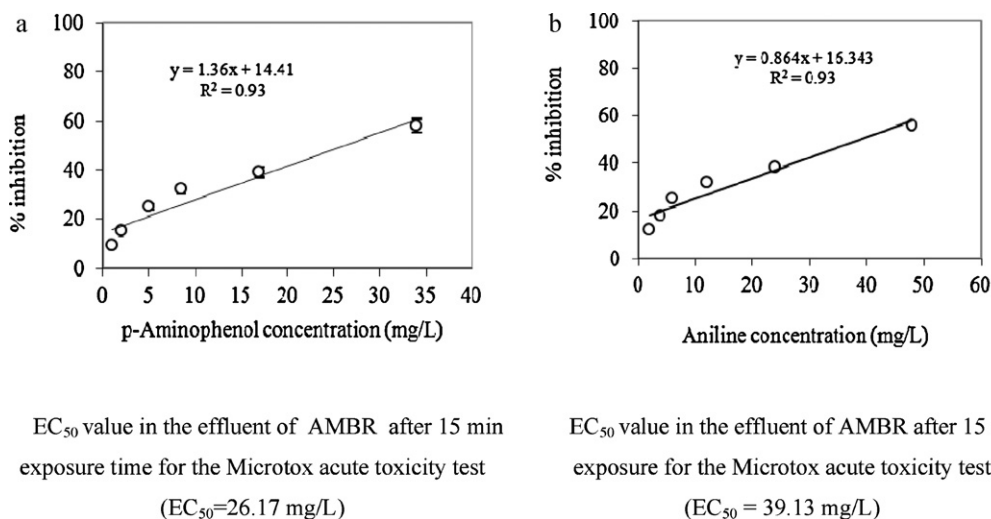 a
100
80
60
40
20
0
% inhibition
y = 1.36x + 14.41
R² = 0.93
0 5 10 15 20 25 30 35 40
p-Aminophenol concentration (mg/L)
EC₅₀ value in the effluent of AMBR after 15 min
exposure time for the Microtox acute toxicity test
(EC₅₀=26.17 mg/L)
b
100
80
60
40
20
0
% inhibition
y = 0.864x + 15.343
R² = 0.93
0 10 20 30 40 50 60
Aniline concentration (mg/L)
EC₅₀ value in the effluent of AMBR after 15
exposure for the Microtox acute toxicity test
(EC₅₀ = 39.13 mg/L)